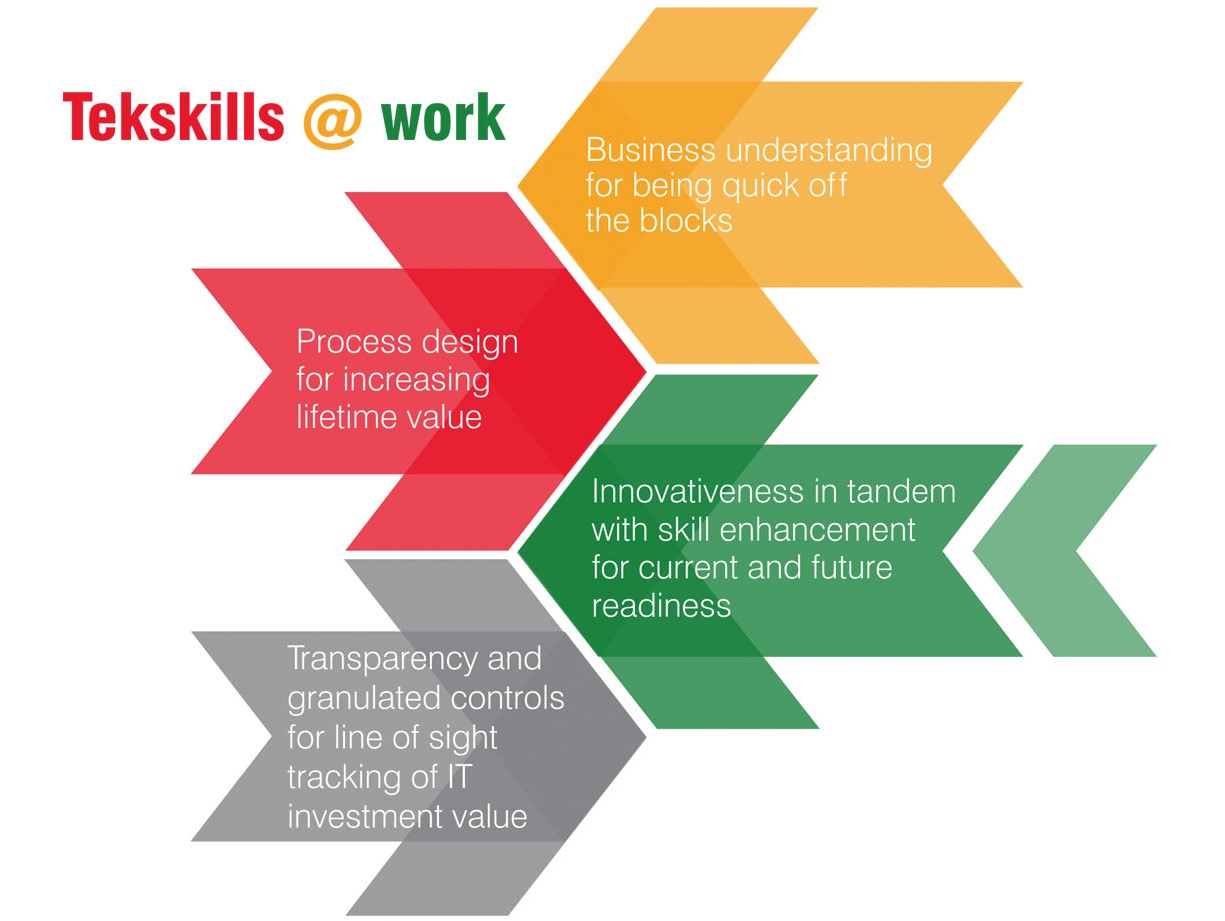 Tekskills @ work
Business understanding
for being quick off
the blocks
Process design
for increasing
lifetime value
Innovativeness in tandem
with skill enhancement
for current and future
readiness
Transparency and
granulated controls
for line of sight
tracking of IT
investment value